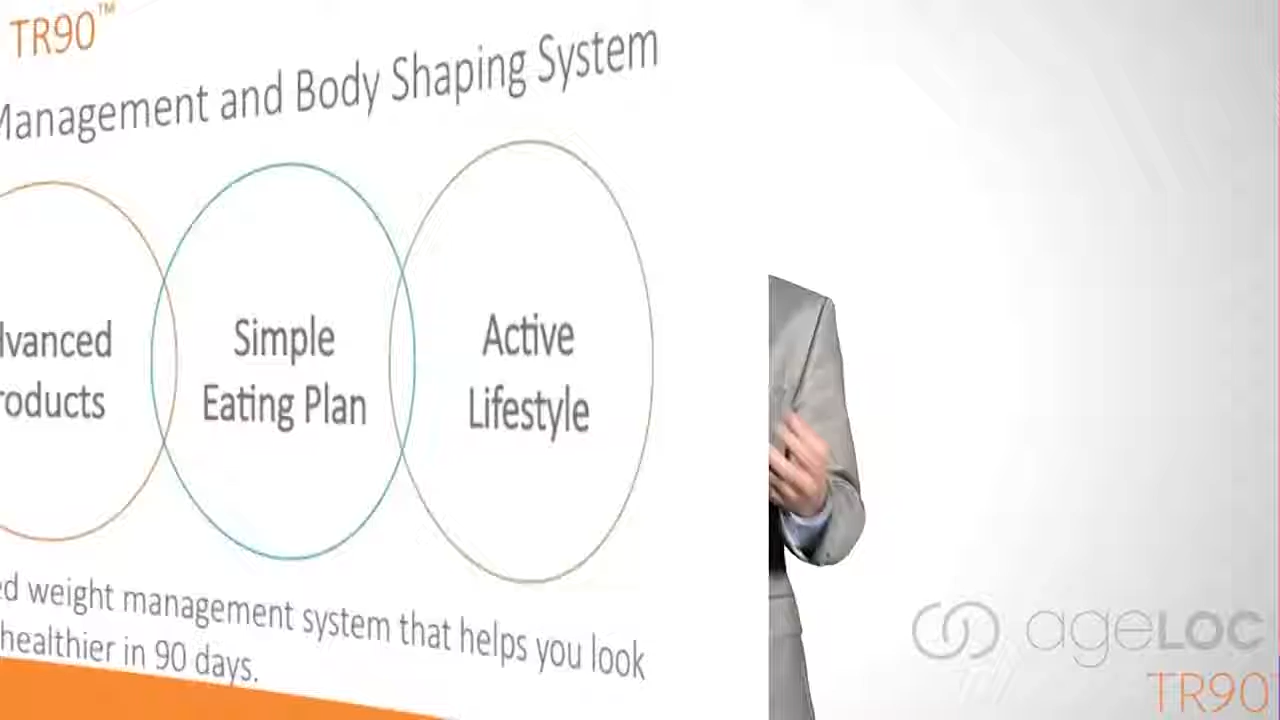 TR90™
Management and Body Shaping System
dvanced
roducts
Simple
Eating Plan
Active
Lifestyle
ed weight management system that helps you look
healthier in 90 days.
ageLOC
TR90